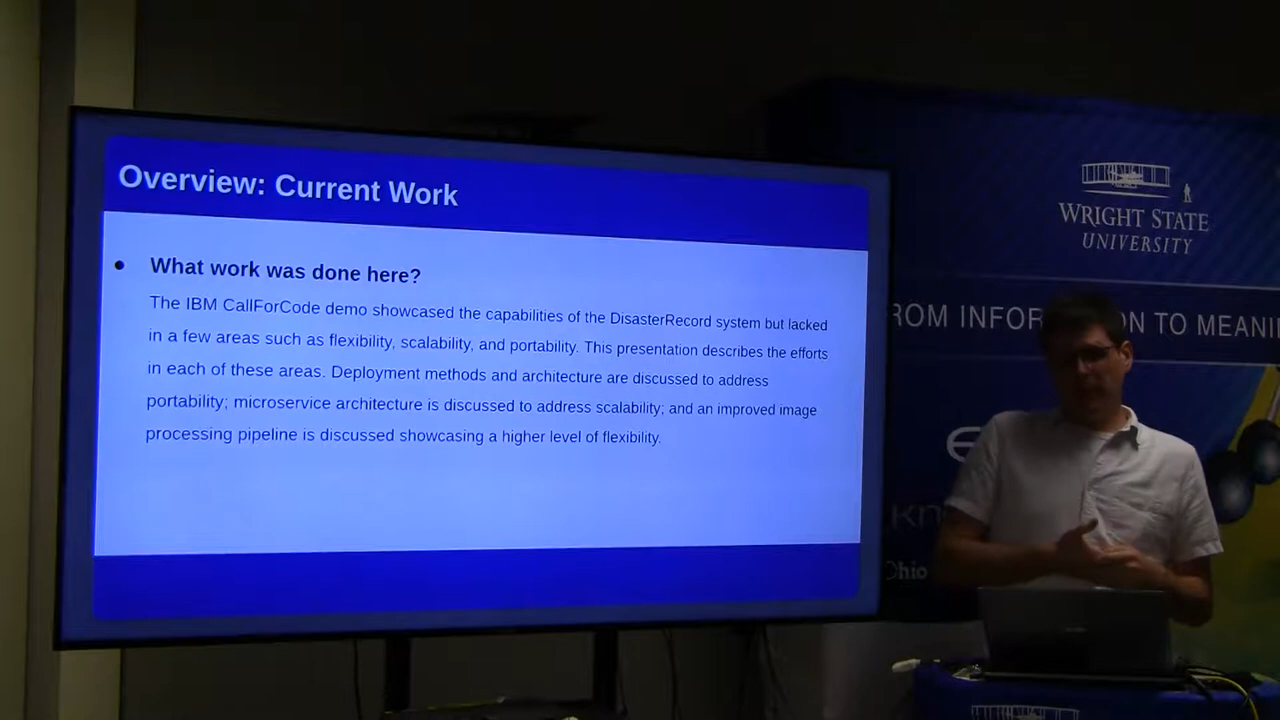 Overview: Current Work
● What work was done here?
The IBM CallForCode demo showcased the capabilities of the DisasterRecord system but lacked
in a few areas such as flexibility, scalability, and portability. This presentation describes the efforts
in each of these areas. Deployment methods and architecture are discussed to address
portability; microservice architecture is discussed to address scalability; and an improved image
processing pipeline is discussed showcasing a higher level of flexibility.
WRIGHT STATE
UNIVERSITY
ROM INFOR ON TO MEANI
Ohio